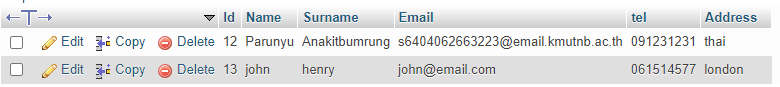 Id Name Surname Email tel Address
Edit Copy Delete 12 Parunyu Anakitbumrung s6404062663223@email.kmutnb.ac.th 091231231 thai
Edit Copy Delete 13 john henry john@email.com 061514577 london